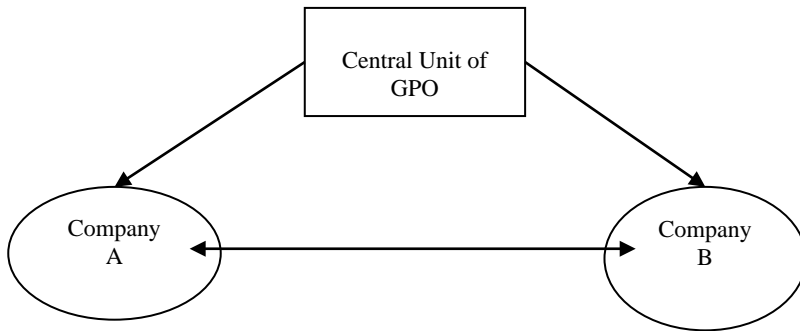 Central Unit of
GPO
Company
A
Company
B